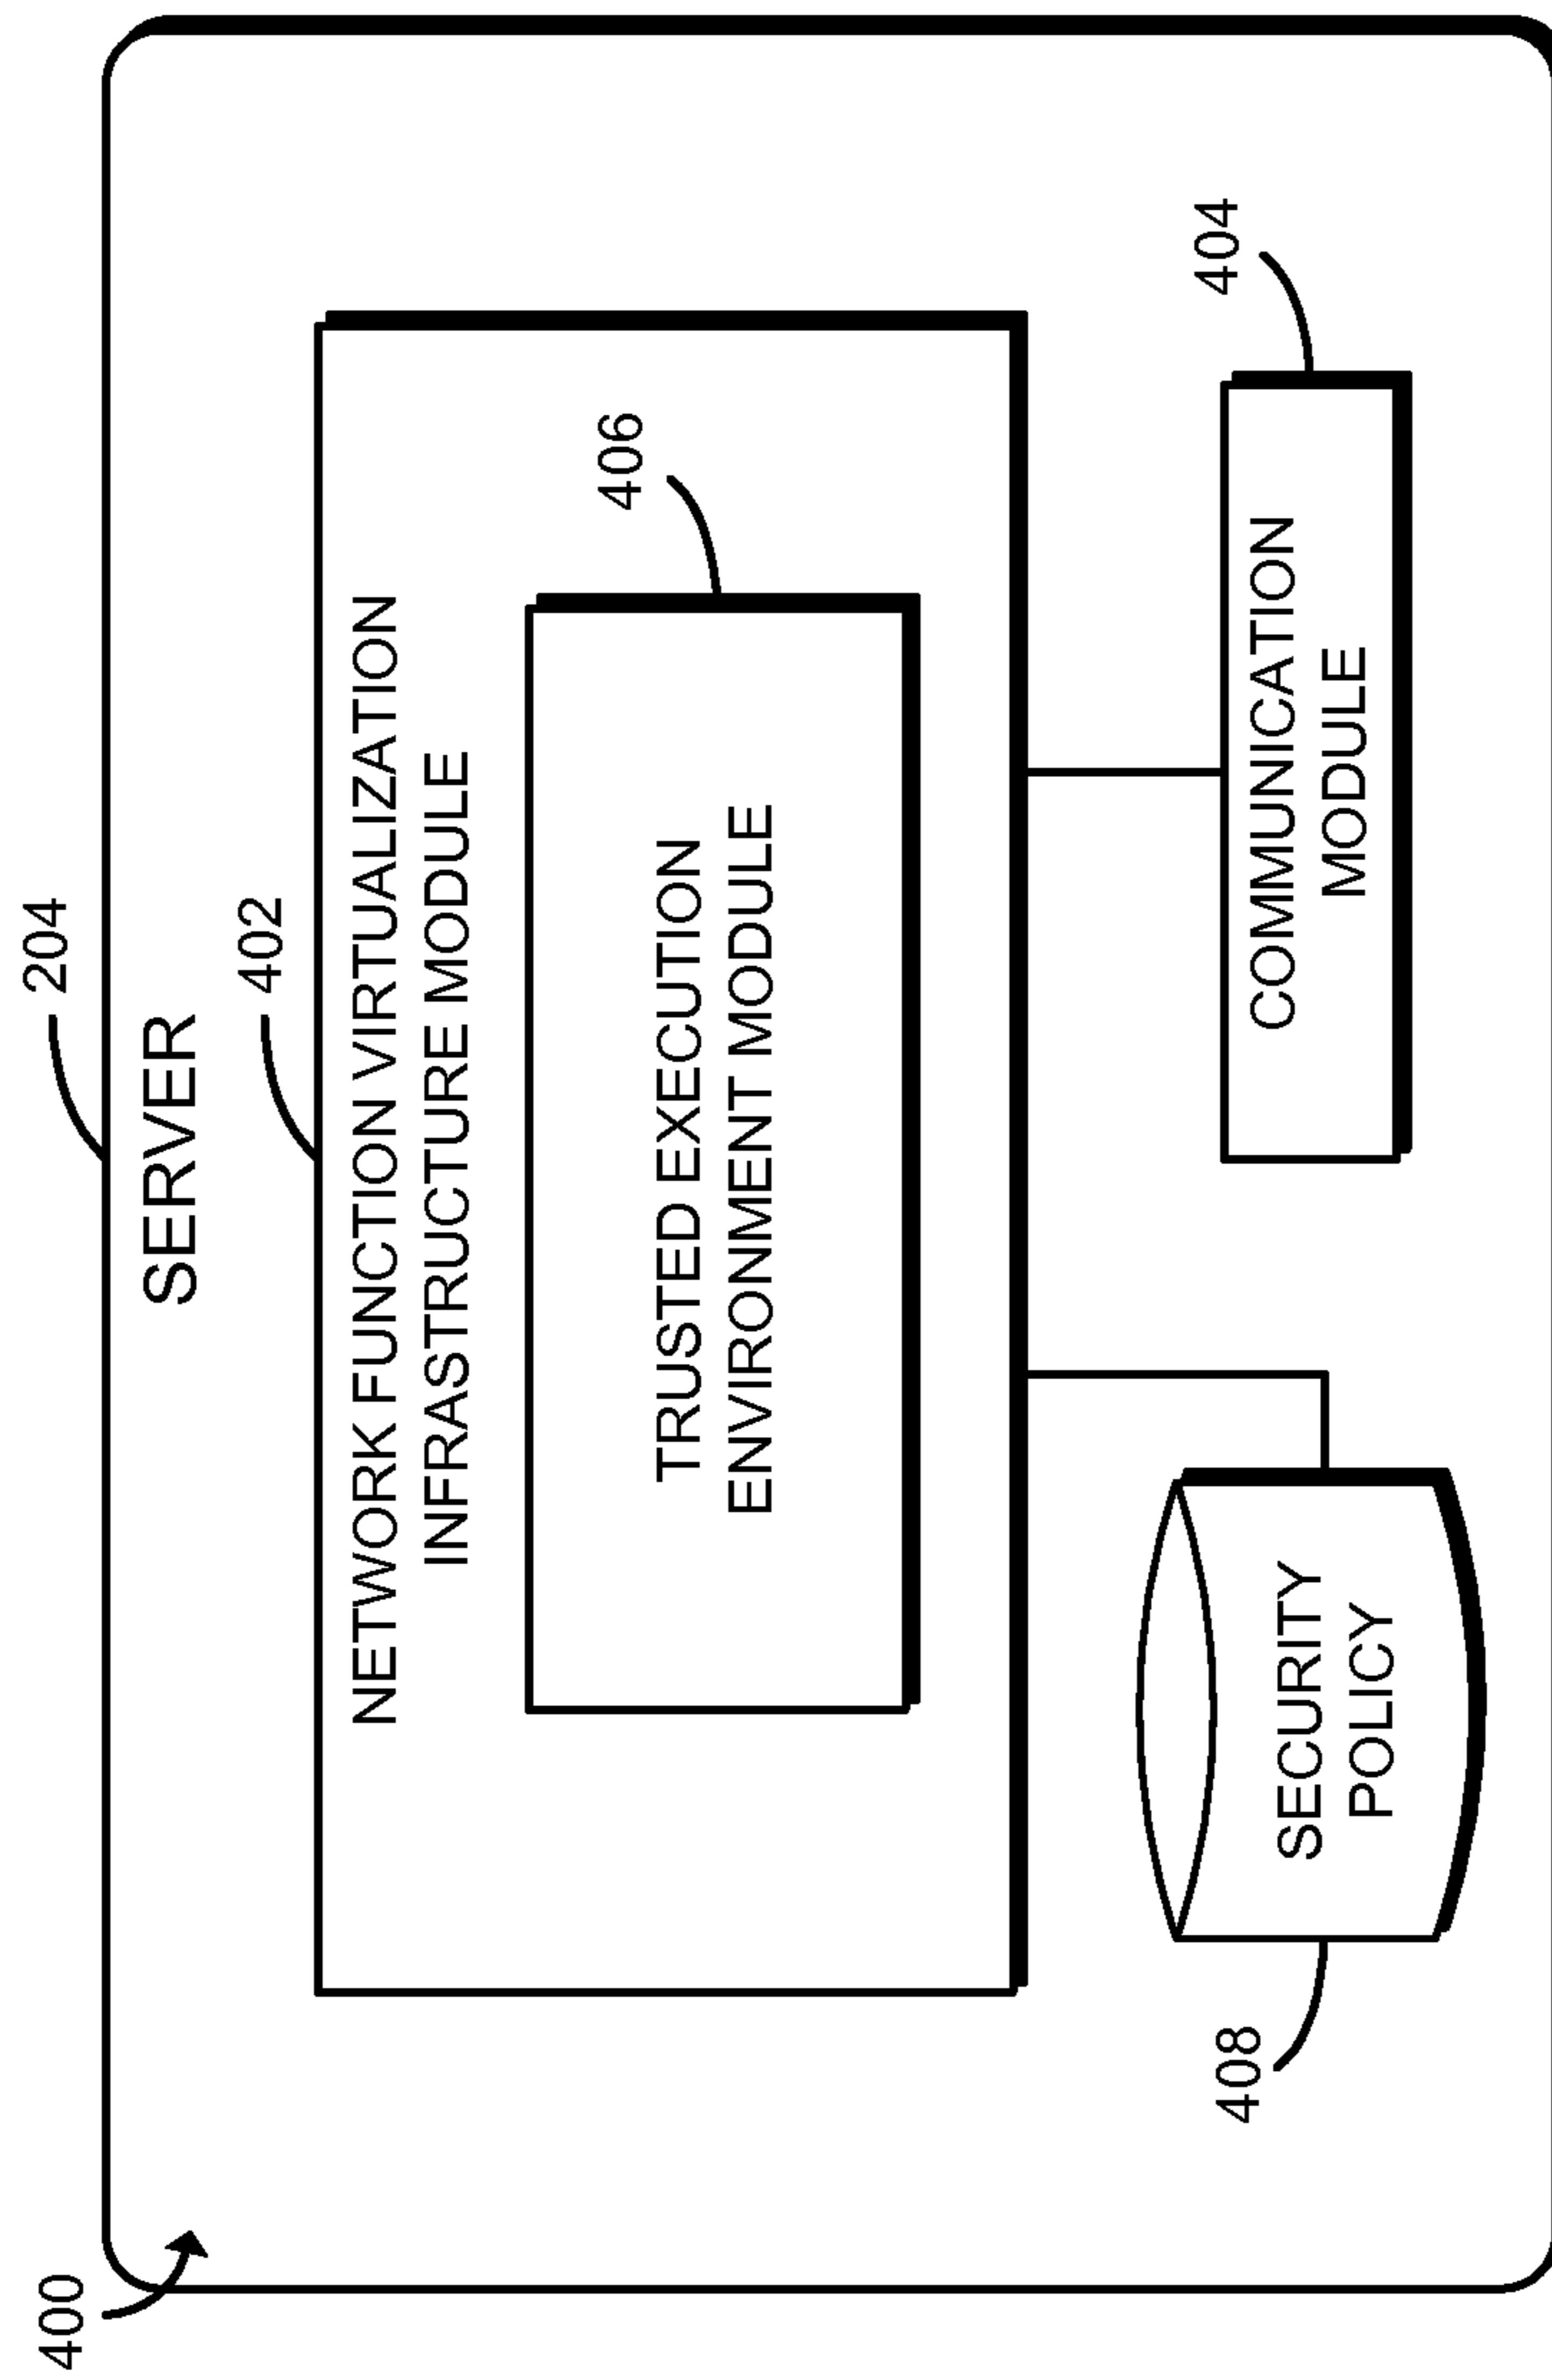 400
204
SERVER
402
NETWORK FUNCTION VIRTUALIZATION
INFRASTRUCTURE MODULE
406
TRUSTED EXECUTION
ENVIRONMENT MODULE
408
SECURITY
POLICY
404
COMMUNICATION
MODULE